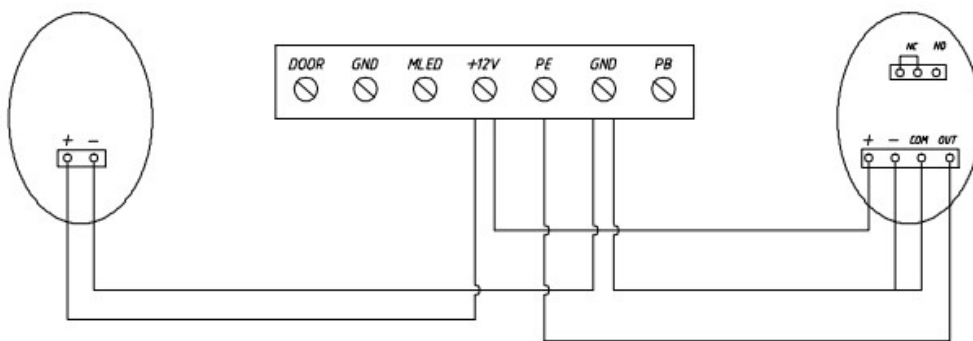 NC NO
DOOR GND MLED +12V PE GND PB
+ -
+ - COM OUT